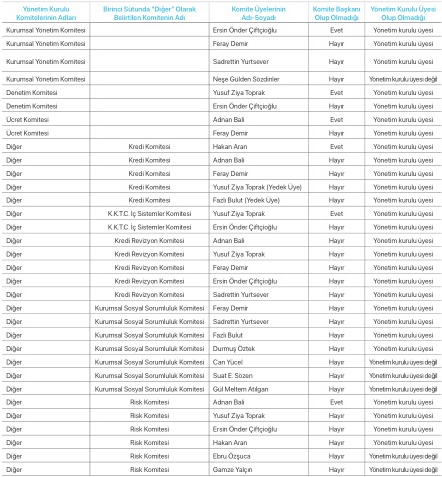 Yönetim Kurulu Komitelerinin Adları | Birinci Sütunda "Diğer" Olarak Belirtilen Komitenin Adı | Komite Üyelerinin Adı-Soyadı | Komite Başkanı Olup Olmadığı | Yönetim Kurulu Üyesi Olup Olmadığı
Kurumsal Yönetim Komitesi | | Ersin Önder Çiftçioğlu | Evet | Yönetim kurulu üyesi
Kurumsal Yönetim Komitesi | | Feray Demir | Hayır | Yönetim kurulu üyesi
Kurumsal Yönetim Komitesi | | Sadrettin Yurtsever | Hayır | Yönetim kurulu üyesi
Kurumsal Yönetim Komitesi | | Neşe Gülden Sözdinler | Hayır | Yönetim kurulu üyesi değil
Denetim Komitesi | | Yusuf Ziya Toprak | Evet | Yönetim kurulu üyesi
Denetim Komitesi | | Ersin Önder Çiftçioğlu | Hayır | Yönetim kurulu üyesi
Ücret Komitesi | | Adnan Bali | Evet | Yönetim kurulu üyesi
Ücret Komitesi | | Feray Demir | Hayır | Yönetim kurulu üyesi
Diğer | Kredi Komitesi | Hakan Aran | Evet | Yönetim kurulu üyesi
Diğer | Kredi Komitesi | Adnan Bali | Hayır | Yönetim kurulu üyesi
Diğer | Kredi Komitesi | Feray Demir | Hayır | Yönetim kurulu üyesi
Diğer | Kredi Komitesi | Yusuf Ziya Toprak (Yedek Üye) | Hayır | Yönetim kurulu üyesi
Diğer | Kredi Komitesi | Fazlı Bulut (Yedek Üye) | Hayır | Yönetim kurulu üyesi
Diğer | K.K.T.C. İç Sistemler Komitesi | Yusuf Ziya Toprak | Evet | Yönetim kurulu üyesi
Diğer | K.K.T.C. İç Sistemler Komitesi | Ersin Önder Çiftçioğlu | Hayır | Yönetim kurulu üyesi
Diğer | Kredi Revizyon Komitesi | Adnan Bali | Hayır | Yönetim kurulu üyesi
Diğer | Kredi Revizyon Komitesi | Yusuf Ziya Toprak | Hayır | Yönetim kurulu üyesi
Diğer | Kredi Revizyon Komitesi | Feray Demir | Hayır | Yönetim kurulu üyesi
Diğer | Kredi Revizyon Komitesi | Ersin Önder Çiftçioğlu | Hayır | Yönetim kurulu üyesi
Diğer | Kredi Revizyon Komitesi | Sadrettin Yurtsever | Hayır | Yönetim kurulu üyesi
Diğer | Kurumsal Sosyal Sorumluluk Komitesi | Feray Demir | Hayır | Yönetim kurulu üyesi
Diğer | Kurumsal Sosyal Sorumluluk Komitesi | Sadrettin Yurtsever | Hayır | Yönetim kurulu üyesi
Diğer | Kurumsal Sosyal Sorumluluk Komitesi | Fazlı Bulut | Hayır | Yönetim kurulu üyesi
Diğer | Kurumsal Sosyal Sorumluluk Komitesi | Durmuş Öztek | Hayır | Yönetim kurulu üyesi
Diğer | Kurumsal Sosyal Sorumluluk Komitesi | Can Yücel | Hayır | Yönetim kurulu üyesi değil
Diğer | Kurumsal Sosyal Sorumluluk Komitesi | Suat E. Sözen | Hayır | Yönetim kurulu üyesi değil
Diğer | Kurumsal Sosyal Sorumluluk Komitesi | Gül Meltem Atılgan | Hayır | Yönetim kurulu üyesi değil
Diğer | Risk Komitesi | Adnan Bali | Evet | Yönetim kurulu üyesi
Diğer | Risk Komitesi | Yusuf Ziya Toprak | Hayır | Yönetim kurulu üyesi
Diğer | Risk Komitesi | Ersin Önder Çiftçioğlu | Hayır | Yönetim kurulu üyesi
Diğer | Risk Komitesi | Hakan Aran | Hayır | Yönetim kurulu üyesi
Diğer | Risk Komitesi | Ebru Özşuca | Hayır | Yönetim kurulu üyesi değil
Diğer | Risk Komitesi | Gamze Yalçın | Hayır | Yönetim kurulu üyesi değil